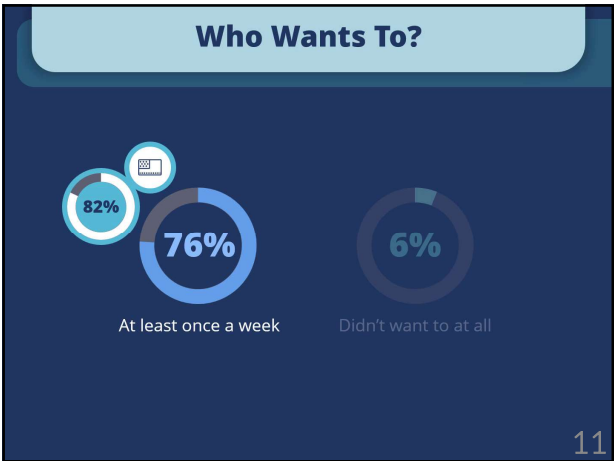 Who Wants To?
82%
76%
6%
At least once a week
Didn’t want to at all
11